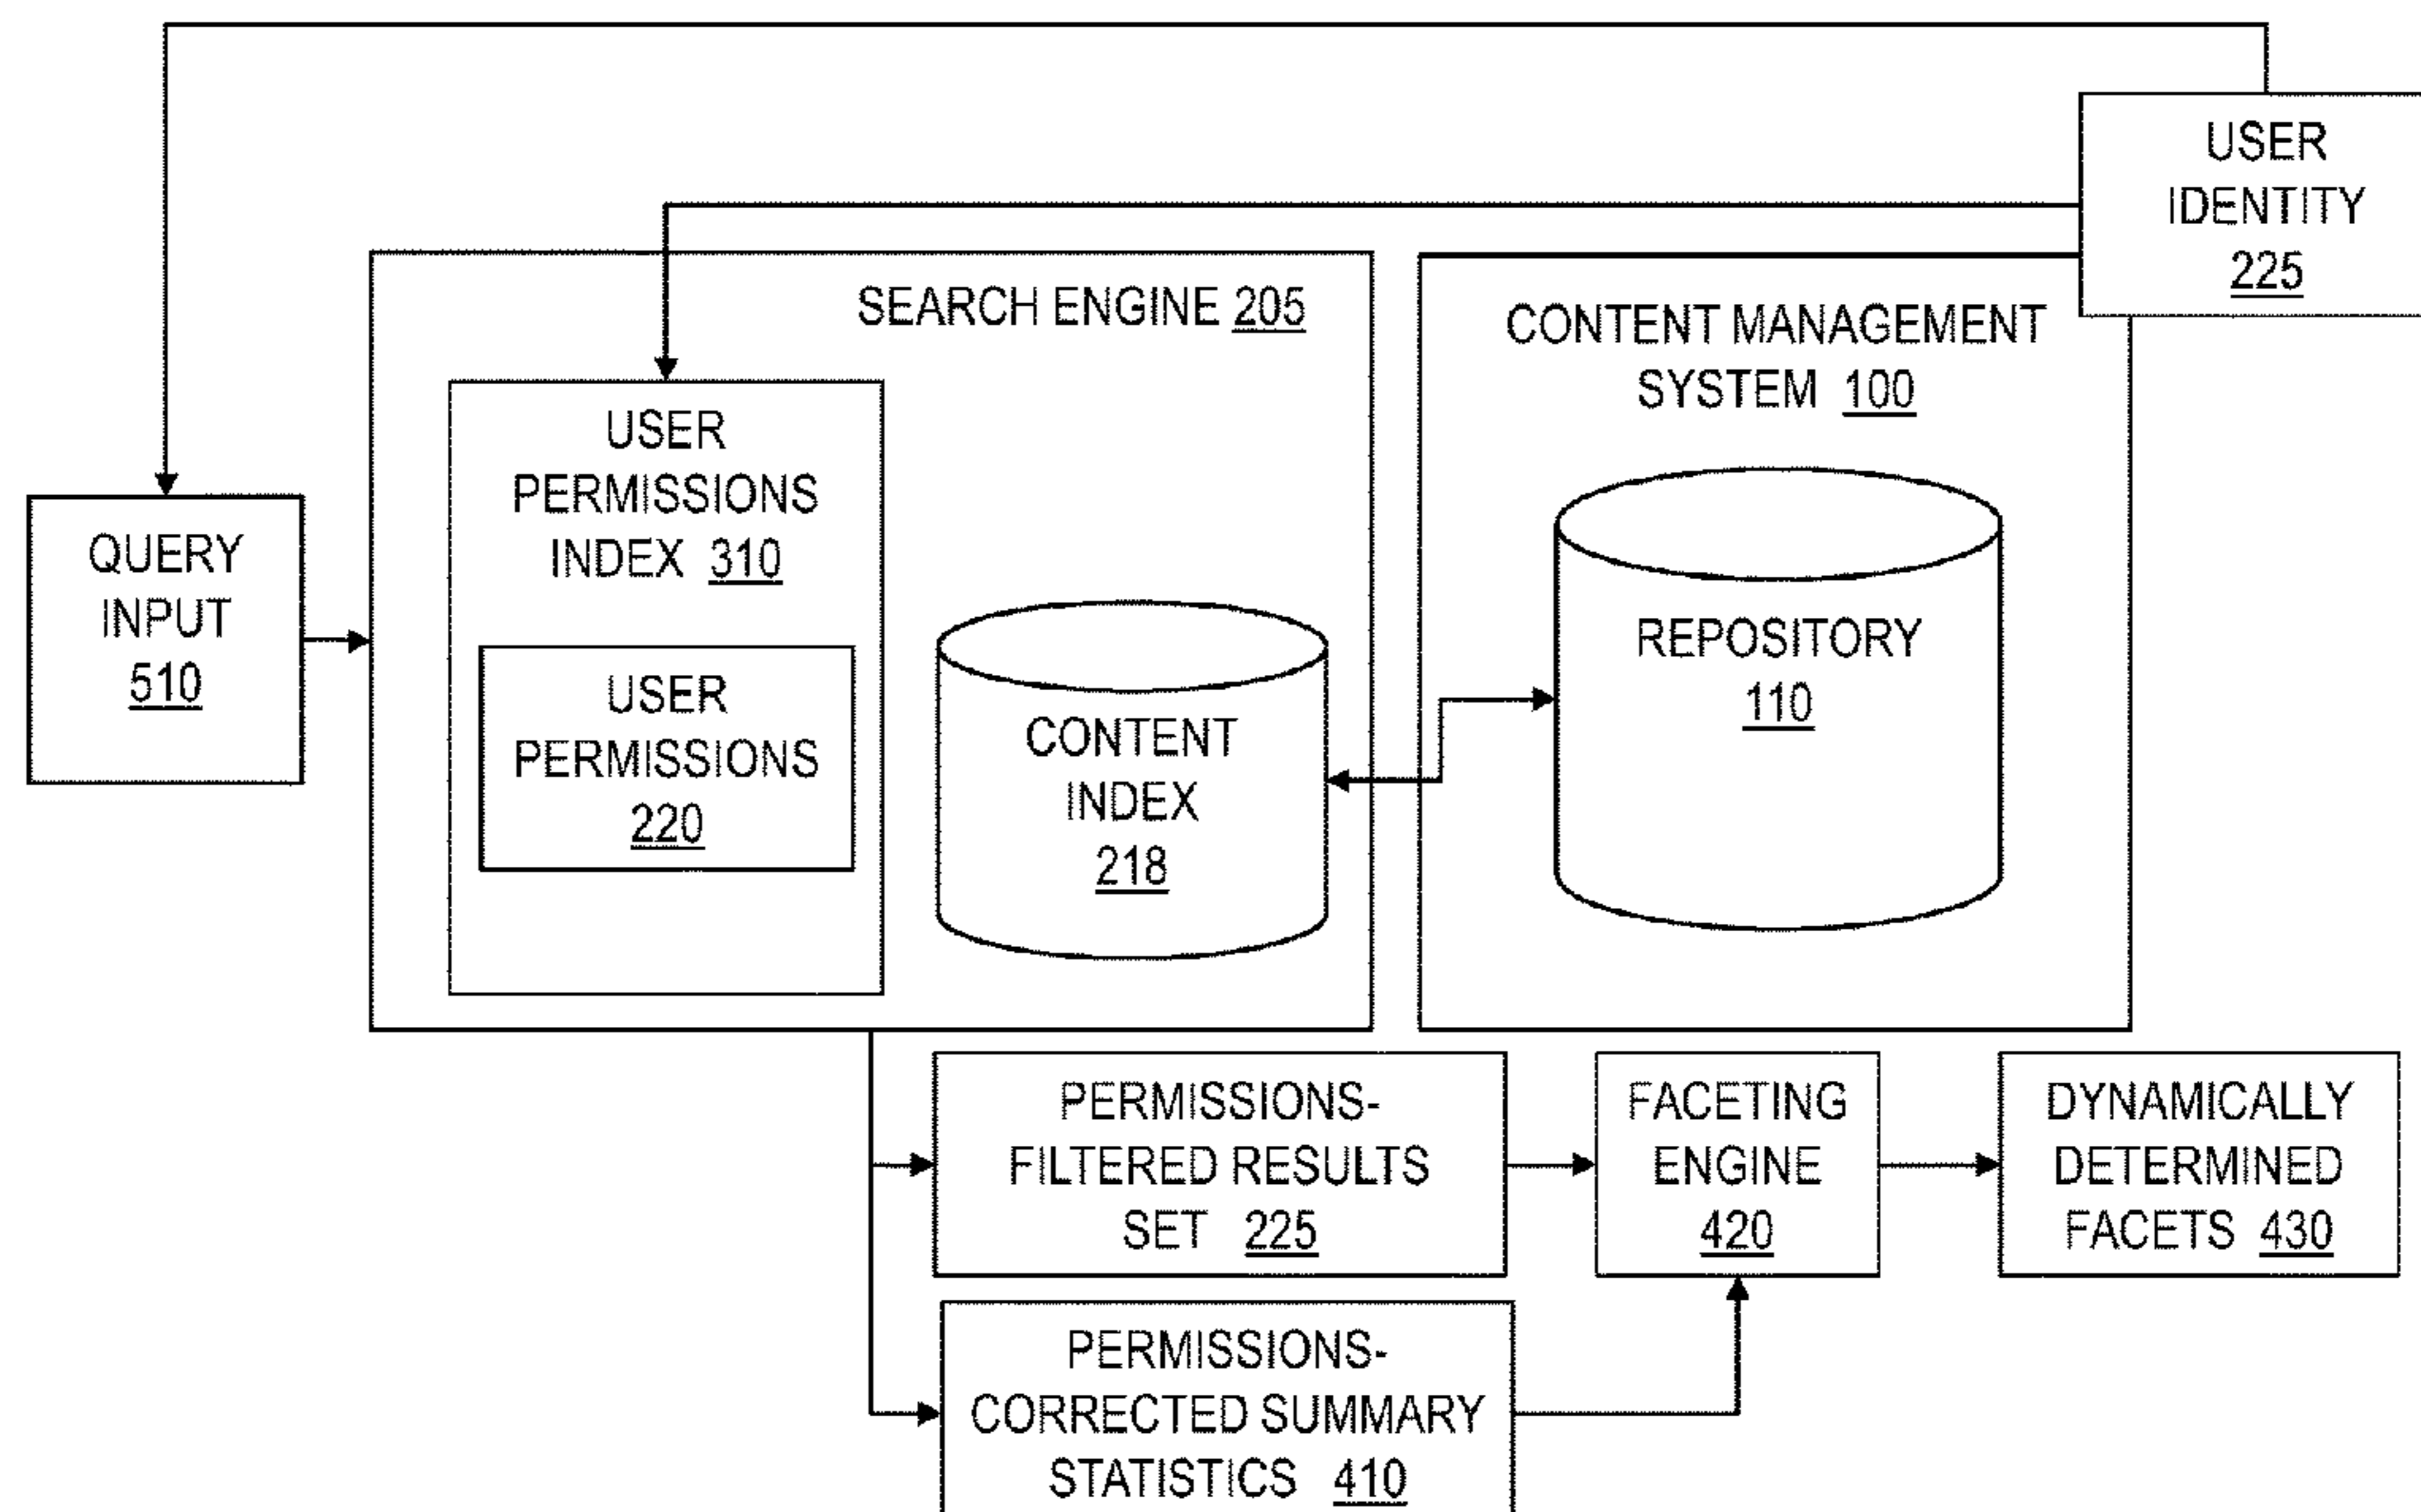 USER
IDENTITY
225
SEARCH ENGINE 205
CONTENT MANAGEMENT
SYSTEM 100
USER
PERMISSIONS
INDEX 310
QUERY
INPUT
510
USER
PERMISSIONS
220
CONTENT
INDEX
218
REPOSITORY
110
PERMISSIONS-
FILTERED RESULTS
SET 225
FACETING
ENGINE
420
DYNAMICALLY
DETERMINED
FACETS 430
PERMISSIONS-
CORRECTED SUMMARY
STATISTICS 410